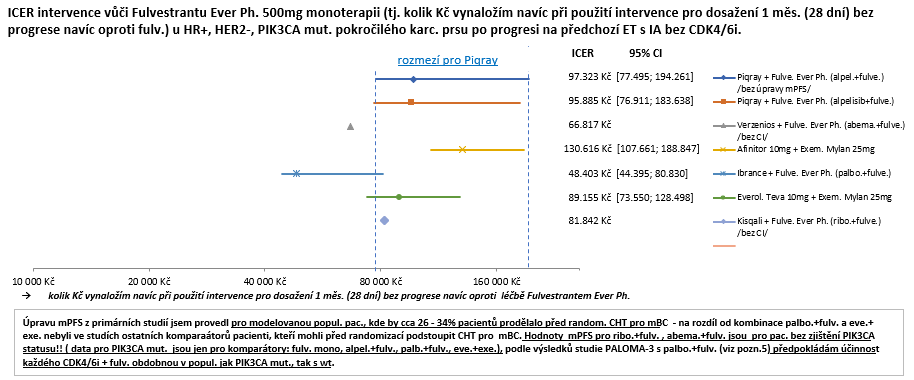 ICER intervence vůči Fulvestrantu Ever Ph. 500mg monoterapii (tj. kolik Kč vynaložím navíc při použití intervence pro dosažení 1 měs. (28 dní) bez
progrese navíc oproti fulv.) u HR+, HER2-, PIK3CA mut. pokročilého karc. prsu po progresi na předchozí ET s IA bez CDK4/6i.
rozmezí pro Piqray
ICER 95% CI
97.323 Kč [77.495; 194.261]
Piqray + Fulve. Ever Ph. (alpel.+fulve.)
/bez úpravy mPFS/
95.885 Kč [76.911; 183.638]
Piqray + Fulve. Ever Ph. (alpelisib+fulve.)
66.817 Kč
Verzenios + Fulve. Ever Ph. (abema.+fulve.)
/bez CI/
130.616 Kč [107.661; 188.847]
Afinitor 10mg + Exem. Mylan 25mg
48.403 Kč [44.395; 80.830]
Ibrance + Fulve. Ever Ph. (palbo.+fulve.)
89.155 Kč [73.550; 128.498]
Everol. Teva 10mg + Exem. Mylan 25mg
81.842 Kč
Kisqali + Fulve. Ever Ph. (ribo.+fulve.)
/bez CI/
10 000 Kč 20 000 Kč 40 000 Kč 80 000 Kč 160 000 Kč
→ kolik Kč vynaložím navíc při použití intervence pro dosažení 1 měs. (28 dní) bez progrese navíc oproti léčbě Fulvestrantem Ever Ph.
Úpravu mPFS z primárních studií jsem provedl pro modelovanou popul. pac., kde by cca 26 - 34% pacientů prodělalo před random. CHT pro mBC - na rozdíl od kombinace palbo.+fulv. a eve.+
exe. nebyli ve studích ostatních komparaátorů pacienti, kteří mohli před randomizací podstoupit CHT pro mBC. Hodnoty mPFS pro ribo.+fulv. , abema.+fulv. jsou pro pac. bez zjištění PIK3CA
statusu!! ( data pro PIK3CA mut. jsou jen pro komparátory: fulv. mono, alpel.+fulv., palb.+fulv., eve.+exe.), podle výsledků studie PALOMA-3 s palbo.+fulv. (viz pozn.5) předpokládám účinnost
každého CDK4/6i + fulv. obdobnou v popul. jak PIK3CA mut., tak s wt.